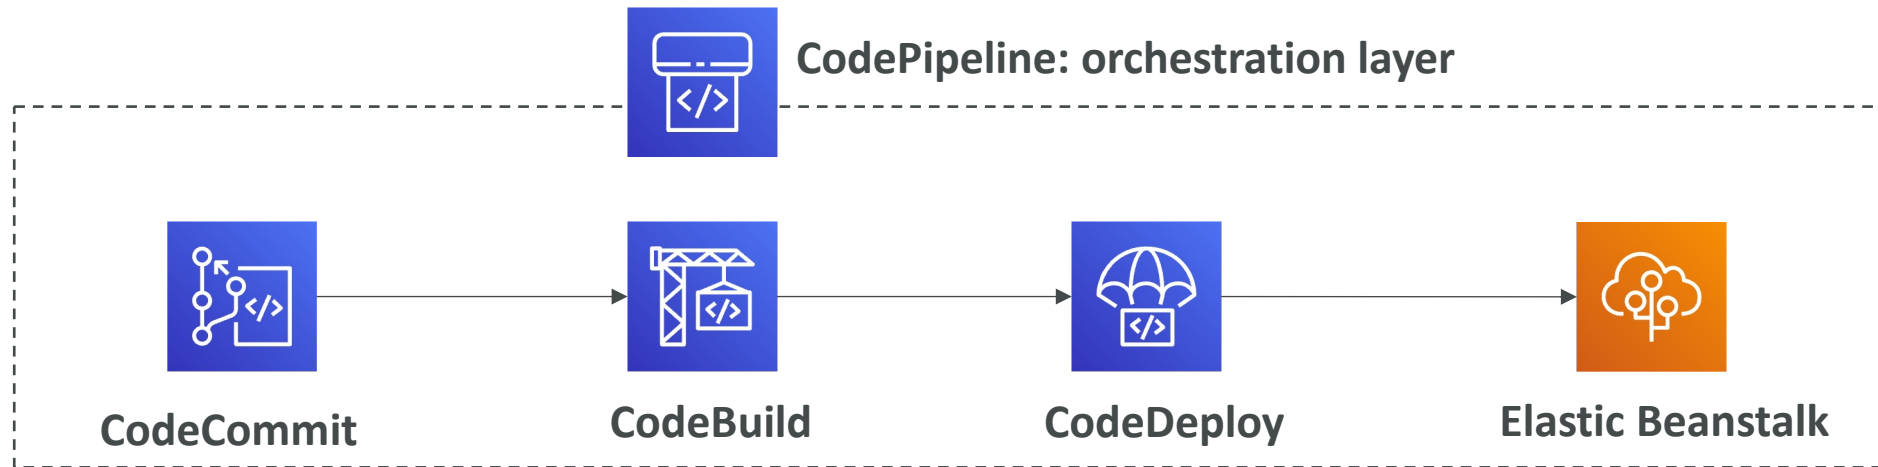 CodePipeline: orchestration layer
CodeCommit
CodeBuild
CodeDeploy
Elastic Beanstalk